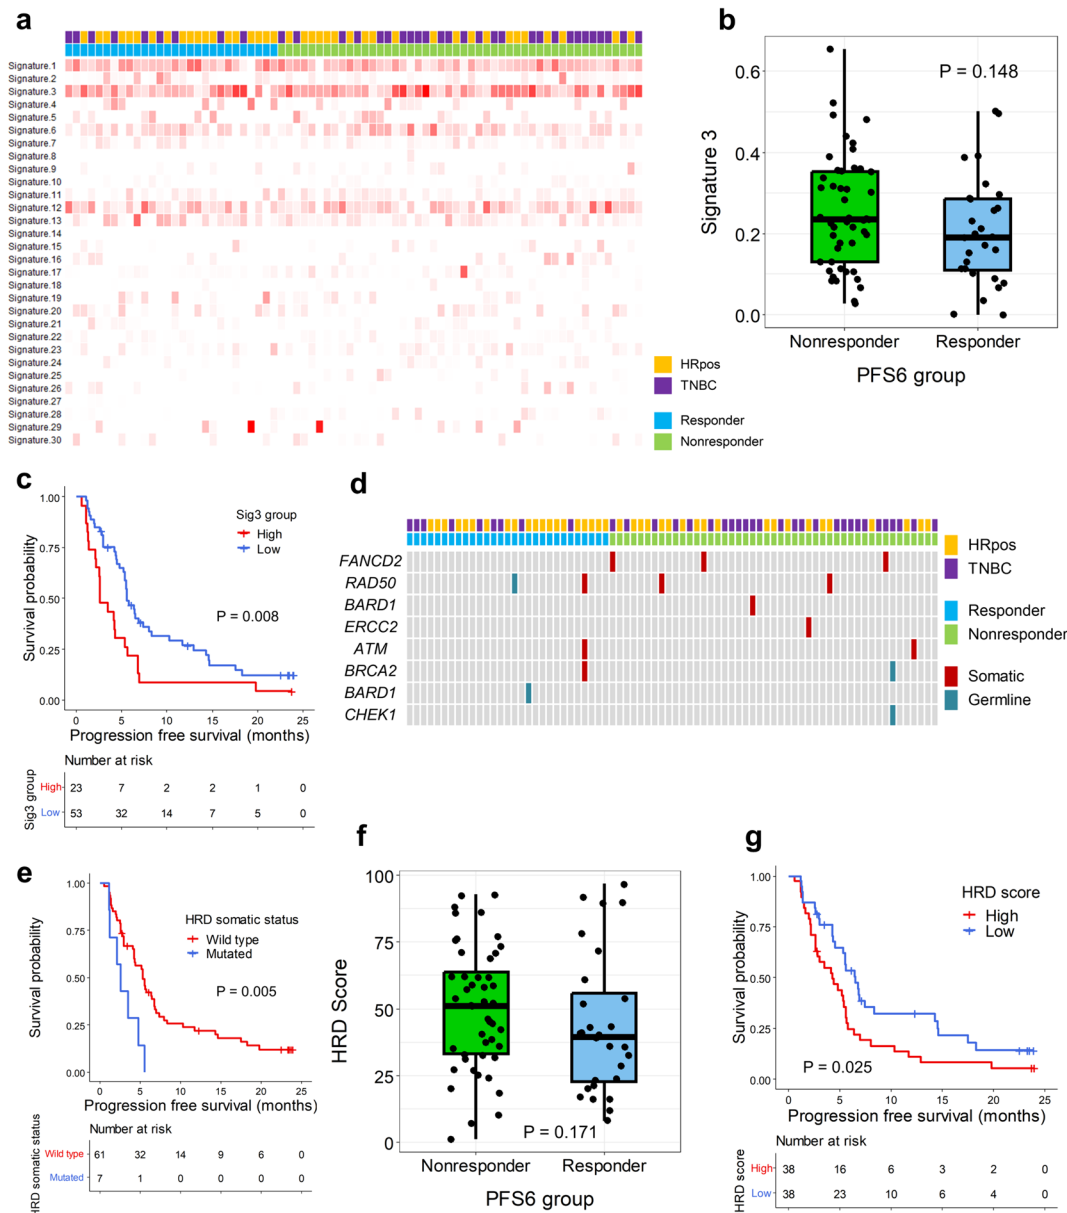 a
Signature.1
Signature.2
Signature.3
Signature.4
Signature.5
Signature.6
Signature.7
Signature.8
Signature.9
Signature.10
Signature.11
Signature.12
Signature.13
Signature.14
Signature.15
Signature.16
Signature.17
Signature.18
Signature.19
Signature.20
Signature.21
Signature.22
Signature.23
Signature.24
Signature.25
Signature.26
Signature.27
Signature.28
Signature.29
Signature.30
HRpos
TNBC
Responder
Nonresponder
b
P = 0.148
Signature 3
0.6
0.4
0.2
0.0
Nonresponder Responder
PFS6 group
c
Survival probability
1.00
0.75
0.50
0.25
0.00
Sig3 group
High
Low
P = 0.008
0 5 10 15 20 25
Progression free survival (months)
Number at risk
Sig3 group
High 23 7 2 2 1 0
Low 53 32 14 7 5 0
d
FANCD2
RAD50
BARD1
ERCC2
ATM
BRCA2
BARD1
CHEK1
HRpos
TNBC
Responder
Nonresponder
Somatic
Germline
e
Survival probability
1.00
0.75
0.50
0.25
0.00
HRD somatic status
Wild type
Mutated
P = 0.005
0 5 10 15 20 25
Progression free survival (months)
Number at risk
HRD somatic status
Wild type 61 32 14 9 6 0
Mutated 7 1 0 0 0 0
f
HRD Score
100
75
50
25
0
P = 0.171
Nonresponder Responder
PFS6 group
g
Survival probability
1.00
0.75
0.50
0.25
0.00
HRD score
High
Low
P = 0.025
0 5 10 15 20 25
Progression free survival (months)
Number at risk
HRD score
High 38 16 6 3 2 0
Low 38 23 10 6 4 0